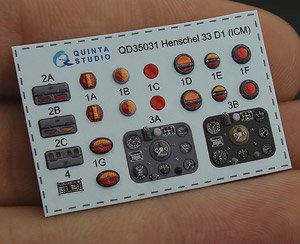 QUINTA
STUDIO
QD35031 Henschel 33 D1 (ICM)
2A
1A
1B
1C
1D
1E
1F
2B
3A
3B
2C
1G
4